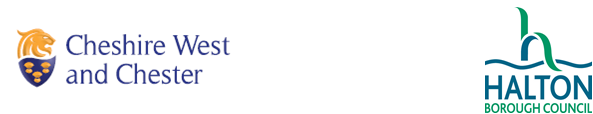 Cheshire West
and Chester
HALTON
BOROUGH COUNCIL